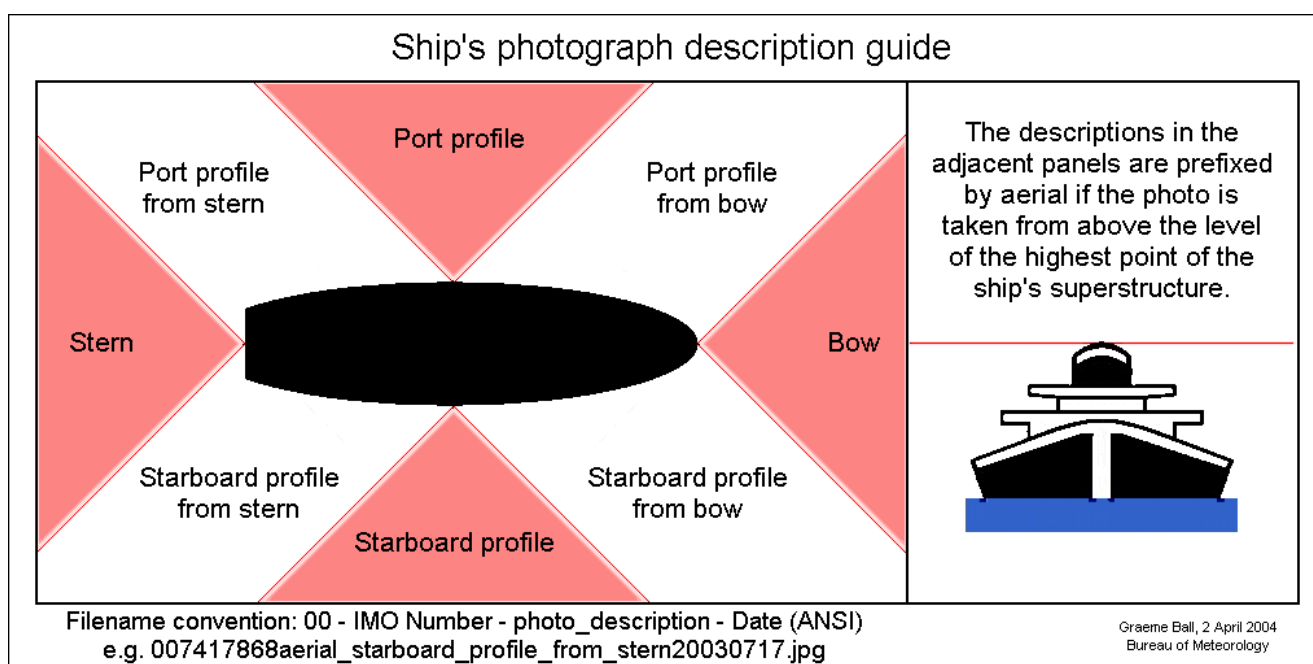 Ship's photograph description guide
Port profile
Port profile
from stern
Port profile
from bow
Stern
Bow
Starboard profile
from stern
Starboard profile
from bow
Starboard profile
The descriptions in the
adjacent panels are prefixed
by aerial if the photo is
taken from above the level
of the highest point of the
ship's superstructure.
Filename convention: 00 - IMO Number - photo_description - Date (ANSI)
e.g. 007417868aerial_starboard_profile_from_stern20030717.jpg
Graeme Ball, 2 April 2004
Bureau of Meteorology